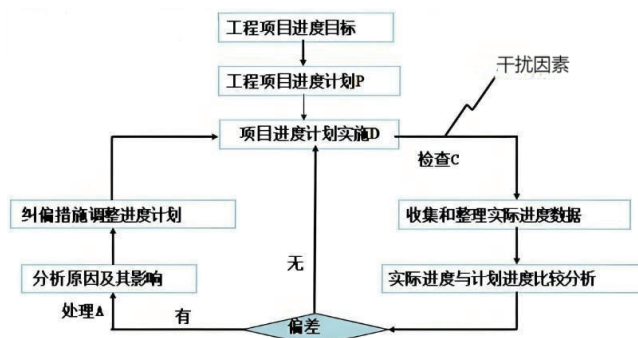 工程项目进度目标
工程项目进度计划P
干扰因素
项目进度计划实施D
检查C
纠偏措施调整进度计划
收集和整理实际进度数据
无
分析原因及其影响
实际进度与计划进度比较分析
处理A
有
偏差